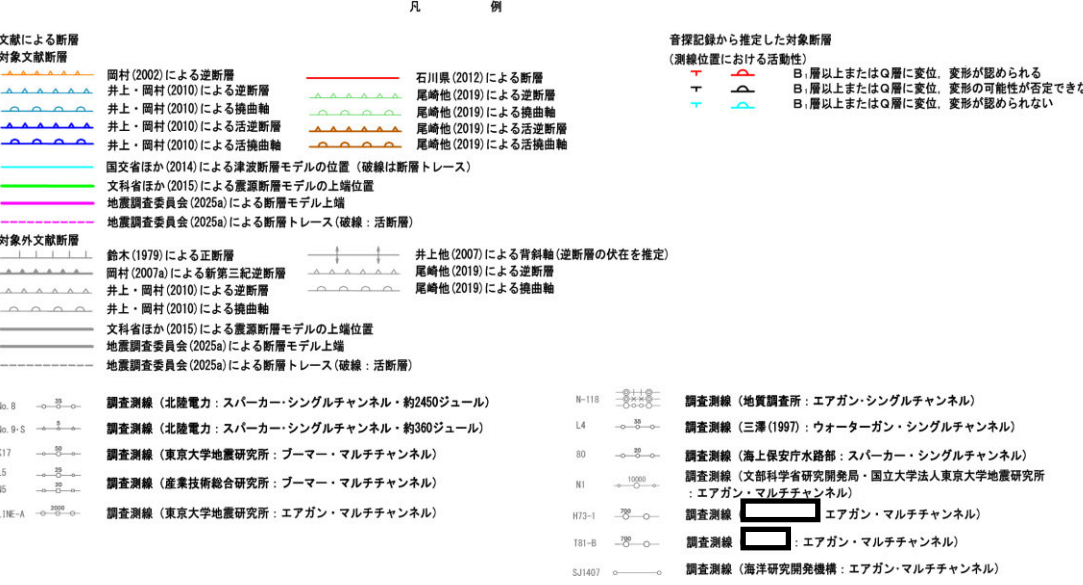 凡 例
文献による断層
対象文献断層
岡村(2002)による逆断層
井上・岡村(2010)による逆断層
井上・岡村(2010)による撓曲軸
井上・岡村(2010)による活逆断層
井上・岡村(2010)による活撓曲軸
石川県(2012)による断層
尾崎他(2019)による逆断層
尾崎他(2019)による撓曲軸
尾崎他(2019)による活逆断層
尾崎他(2019)による活撓曲軸
国交省ほか(2014)による津波断層モデルの位置（破線は断層トレース）
文科省ほか(2015)による震源断層モデルの上端位置
地震調査委員会(2025a)による断層モデル上端
地震調査委員会(2025a)による断層トレース(破線：活断層)
対象外文献断層
鈴木(1979)による正断層
岡村(2007a)による新第三紀逆断層
井上・岡村(2010)による逆断層
井上・岡村(2010)による撓曲軸
井上他(2007)による背斜軸(逆断層の伏在を推定)
尾崎他(2019)による逆断層
尾崎他(2019)による撓曲軸
文科省ほか(2015)による震源断層モデルの上端位置
地震調査委員会(2025a)による断層モデル上端
地震調査委員会(2025a)による断層トレース(破線：活断層)
音探記録から推定した対象断層
(測線位置における活動性)
B₁層以上またはQ層に変位，変形が認められる
B₁層以上またはQ層に変位，変形の可能性が否定できな
B₁層以上またはQ層に変位，変形が認められない
No.8 35 調査測線（北陸電力：スパーカー・シングルチャンネル・約2450ジュール）
No.9・S 5 調査測線（北陸電力：スパーカー・シングルチャンネル・約360ジュール）
K17 50 調査測線（東京大学地震研究所：ブーマー・マルチチャンネル）
L5 25
N5 20 調査測線（産業技術総合研究所：ブーマー・マルチチャンネル）
LINE-A 2000 調査測線（東京大学地震研究所：エアガン・マルチチャンネル）
N-118 調査測線（地質調査所：エアガン・シングルチャンネル）
L4 35 調査測線（三澤(1997)：ウォーターガン・シングルチャンネル）
80 20 調査測線（海上保安庁水路部：スパーカー・シングルチャンネル）
N1 10000 調査測線（文部科学省研究開発局・国立大学法人東京大学地震研究所
：エアガン・マルチチャンネル）
H73-1 700 調査測線（ エアガン・マルチチャンネル）
T81-B 700 調査測線（ ：エアガン・マルチチャンネル）
SJ1407 調査測線（海洋研究開発機構：エアガン・マルチチャンネル）